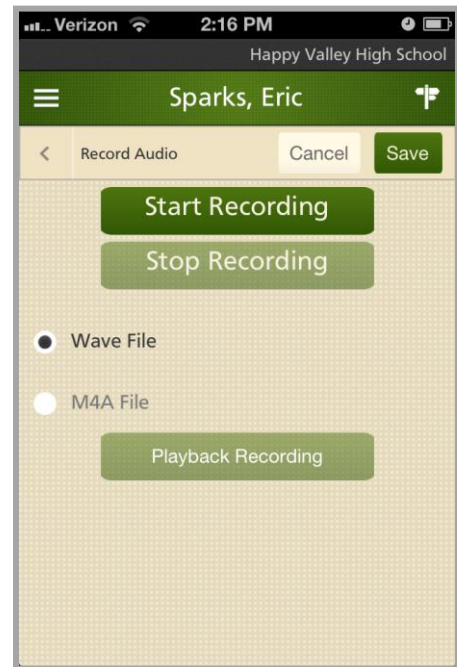 Verizon 2:16 PM
Happy Valley High School
Sparks, Eric
Record Audio Cancel Save
Start Recording
Stop Recording
Wave File
M4A File
Playback Recording